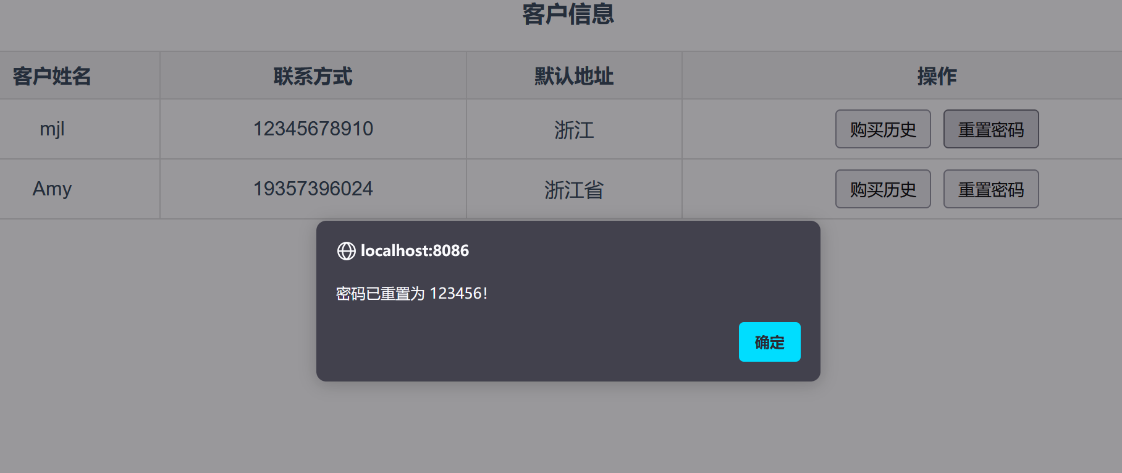 客户信息
客户姓名 联系方式 默认地址 操作
mjl 12345678910 浙江 购买历史 重置密码
Amy 19357396024 浙江省 购买历史 重置密码
localhost:8086
密码已重置为 123456！
确定